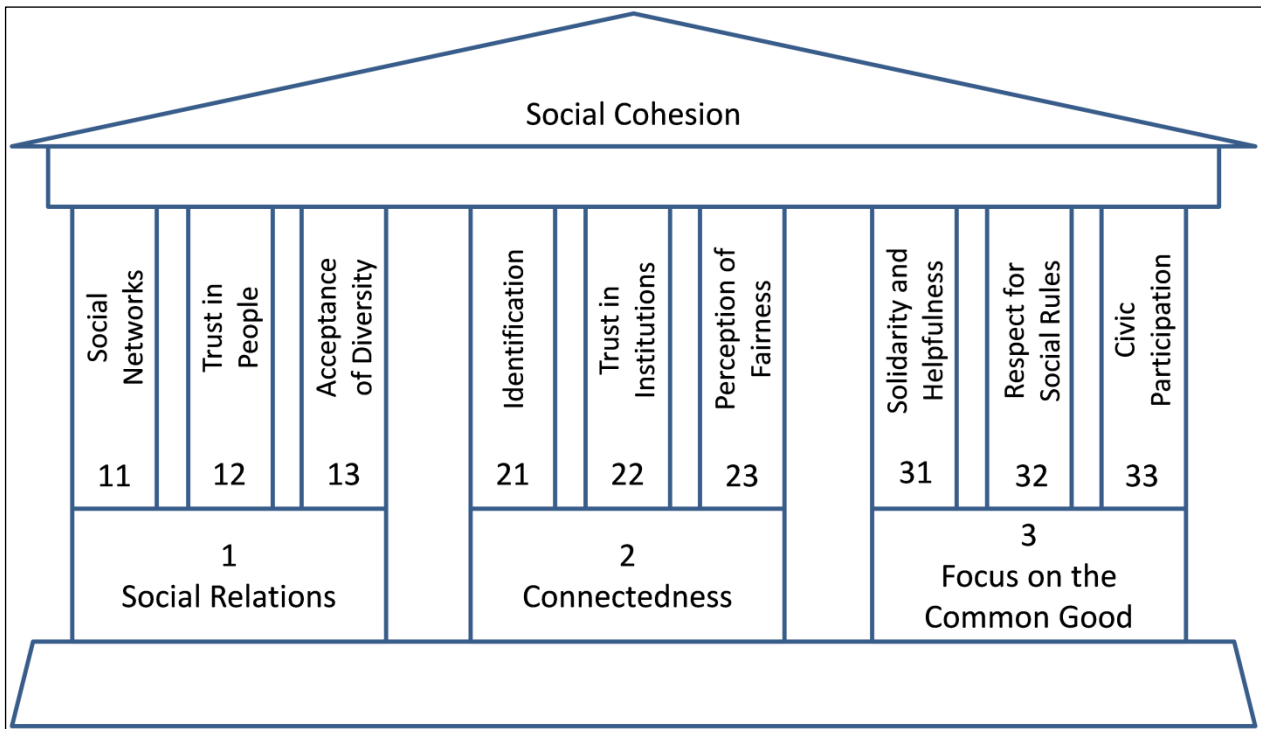 Social Cohesion
Social
Networks
11
Trust in
People
12
Acceptance
of Diversity
13
Identification
21
Trust in
Institutions
22
Perception of
Fairness
23
Solidarity and
Helpfulness
31
Respect for
Social Rules
32
Civic
Participation
33
1
Social Relations
2
Connectedness
3
Focus on the
Common Good